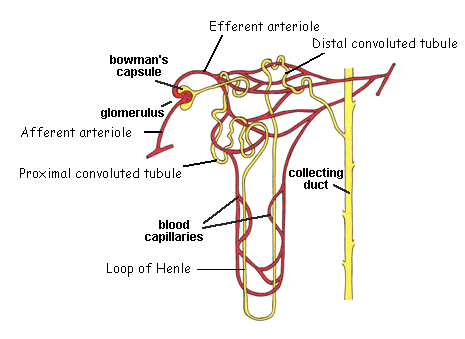 Efferent arteriole
Distal convoluted tubule
bowman's
capsule
glomerulus
Afferent arteriole
Proximal convoluted tubule
collecting
duct
blood
capillaries
Loop of Henle